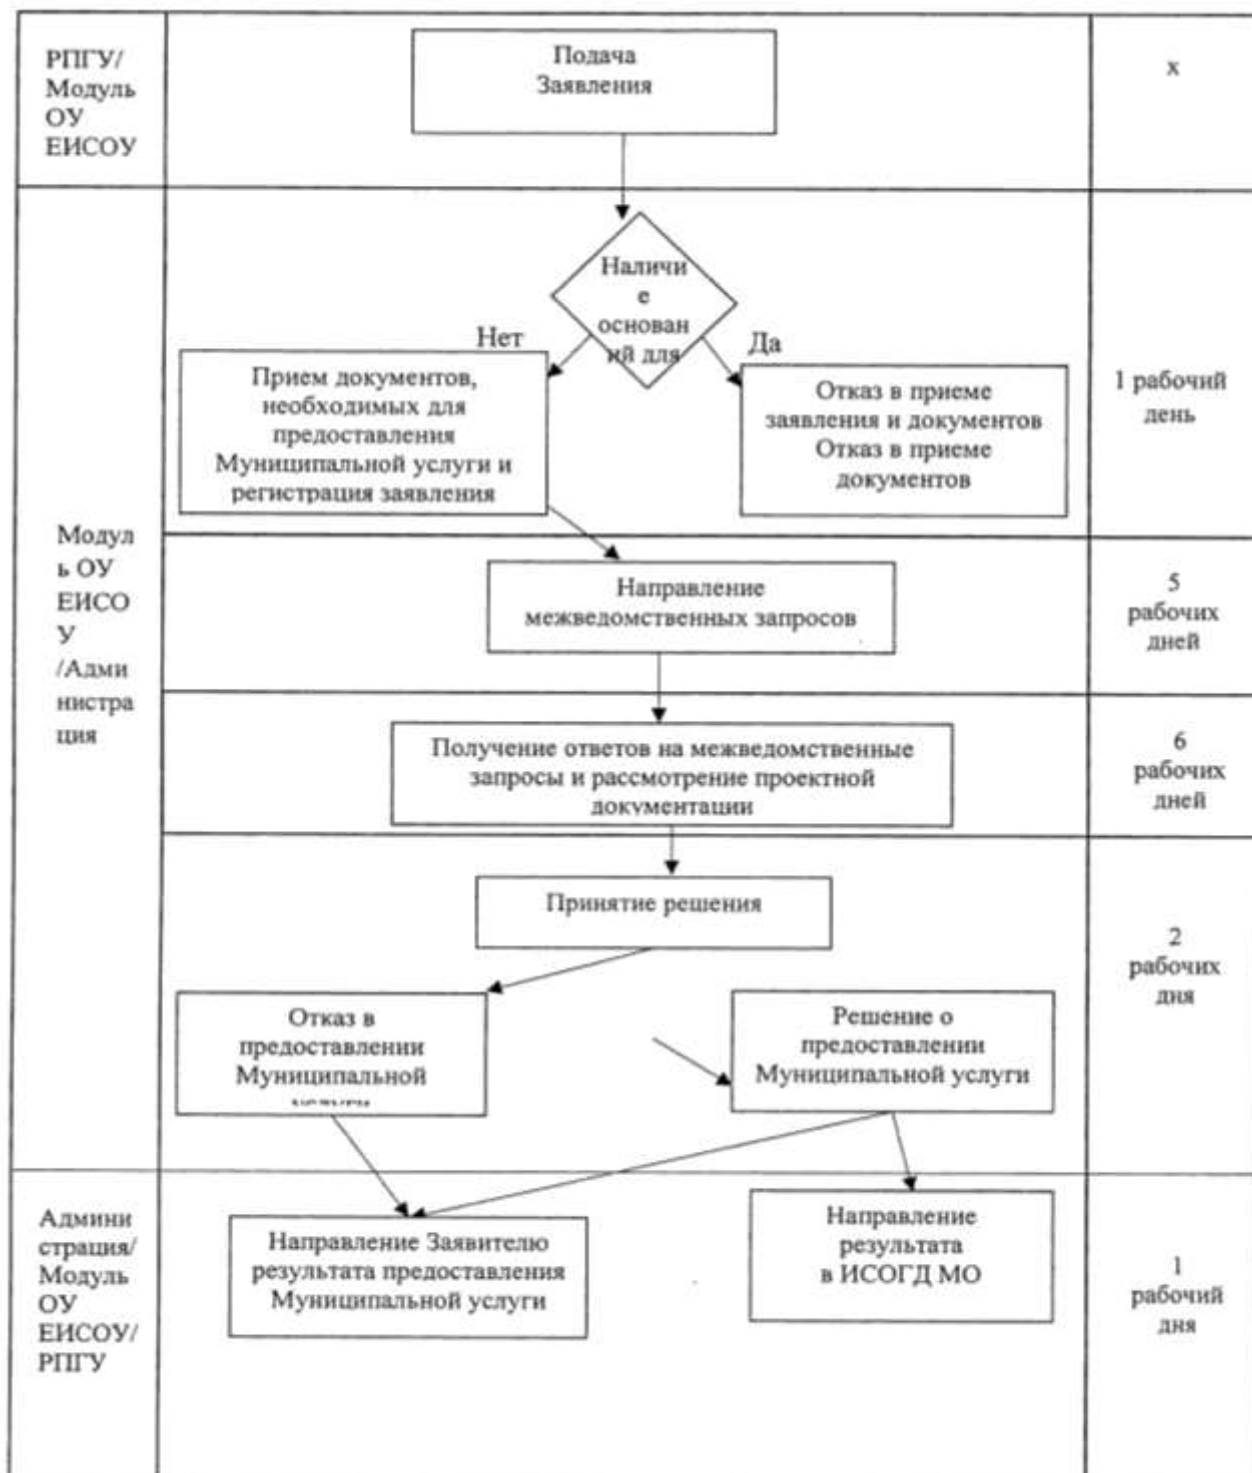 РПГУ/
Модуль
ОУ
ЕИСОУ
Подача
Заявления
х
Модул
ь ОУ
ЕИСО
У
/Адми
нистра
ция
Наличи
е
основан
ий для
Нет
Да
Прием документов,
необходимых для
предоставления
Муниципальной услуги и
регистрация заявления
Отказ в приеме
заявления и документов
Отказ в приеме
документов
1 рабочий
день
Направление
межведомственных запросов
5
рабочих
дней
Получение ответов на межведомственные
запросы и рассмотрение проектной
документации
6
рабочих
дней
Принятие решения
Отказ в
предоставлении
Муниципальной
Решение о
предоставлении
Муниципальной услуги
2
рабочих
дня
Админи
страция/
Модуль
ОУ
ЕИСОУ/
РПГУ
Направление Заявителю
результата предоставления
Муниципальной услуги
Направление
результата
в ИСОГД МО
1
рабочий
дня